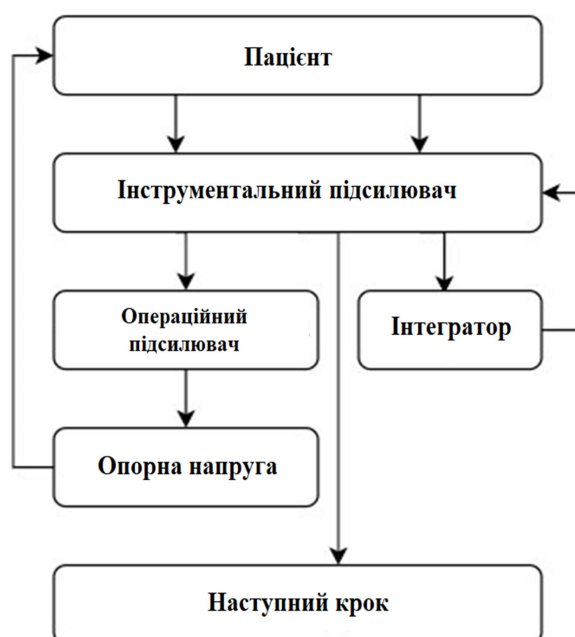 Пацієнт
Інструментальний підсилювач
Операційний
підсилювач
Інтегратор
Опорна напруга
Наступний крок